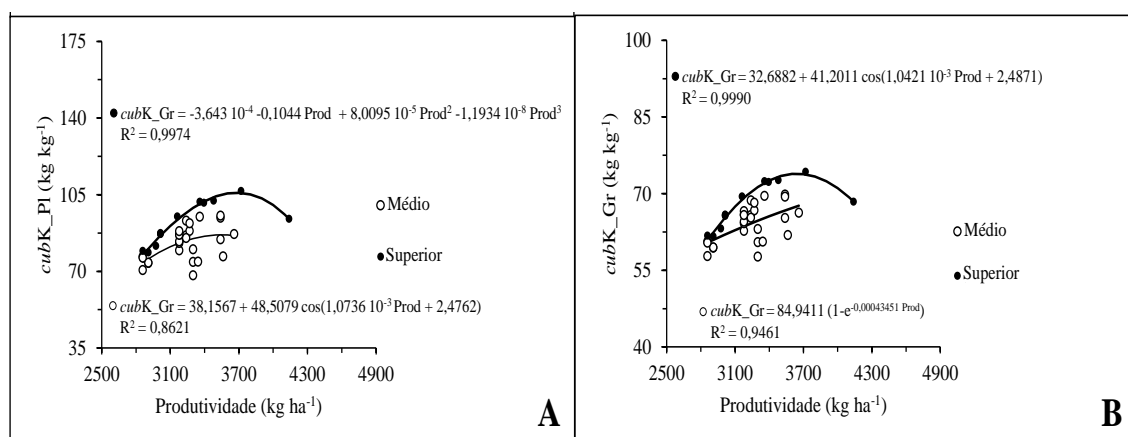 175
140
105
70
35
cubK_Pl (kg kg⁻¹)
● cubK_Gr = -3,643 10⁻⁴ -0,1044 Prod + 8,0095 10⁻⁵ Prod² -1,1934 10⁻⁸ Prod³
R² = 0,9974
○ Médio
● Superior
○ cubK_Gr = 38,1567 + 48,5079 cos(1,0736 10⁻³ Prod + 2,4762)
R² = 0,8621
2500 3100 3700 4300 4900
Produtividade (kg ha⁻¹)
A
100
85
70
55
40
cubK_Gr (kg kg⁻¹)
● cubK_Gr = 32,6882 + 41,2011 cos(1,0421 10⁻³ Prod + 2,4871)
R² = 0,9990
○ Médio
● Superior
○ cubK_Gr = 84,9411 (1-e⁻⁰,⁰⁰⁰⁴³⁴⁵¹ ᴾʳᵒᵈ)
R² = 0,9461
2500 3100 3700 4300 4900
Produtividade (kg ha⁻¹)
B